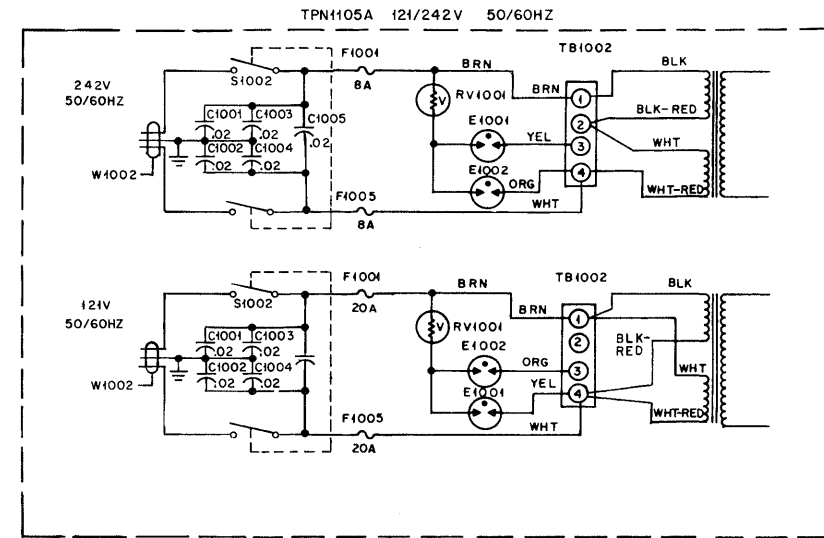 TPN1105A 121/242V 50/60HZ
242V
50/60HZ
W1002
S1002
F1001
8A
C1001
.02
C1003
.02
C1002
.02
C1004
.02
C1005
.02
F1005
8A
BRN
RV1001
V
E1001
YEL
E1002
ORG
WHT
BRN
TB1002
1
2
3
4
BLK
BLK-RED
WHT
WHT-RED
121V
50/60HZ
W1002
S1002
F1001
20A
C1001
.02
C1003
.02
C1002
.02
C1004
.02
F1005
20A
BRN
RV1001
V
E1002
ORG
E1001
YEL
WHT
BRN
TB1002
1
2
3
4
BLK
BLK-
RED
WHT
WHT-RED